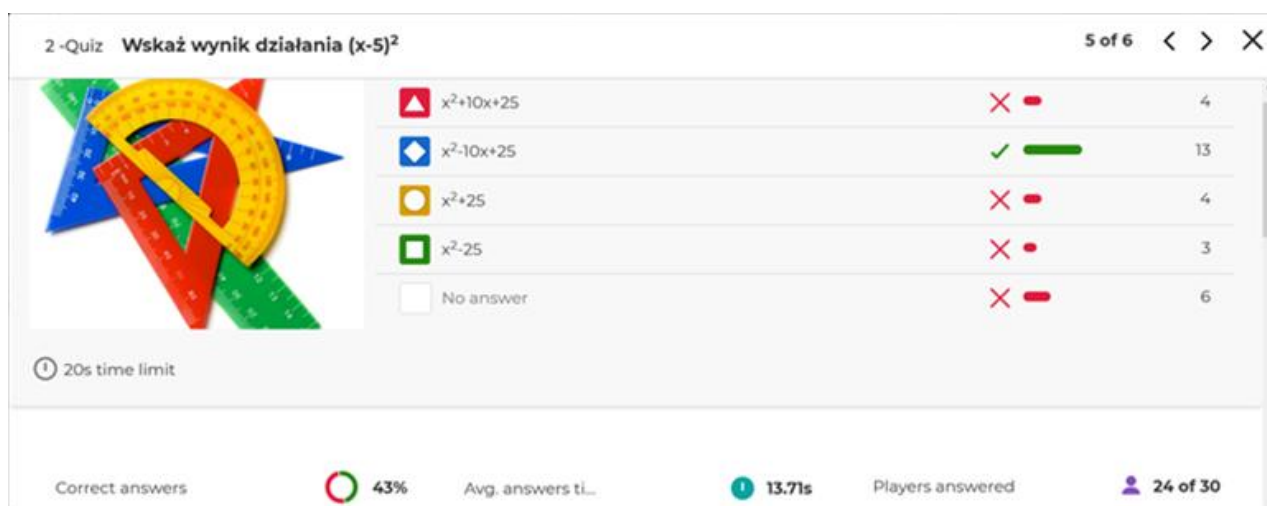 2 -Quiz Wskaż wynik działania (x-5)² 5 of 6
x²+10x+25 4
x²-10x+25 13
x²+25 4
x²-25 3
No answer 6
20s time limit
Correct answers 43% Avg. answers ti... 13.71s Players answered 24 of 30